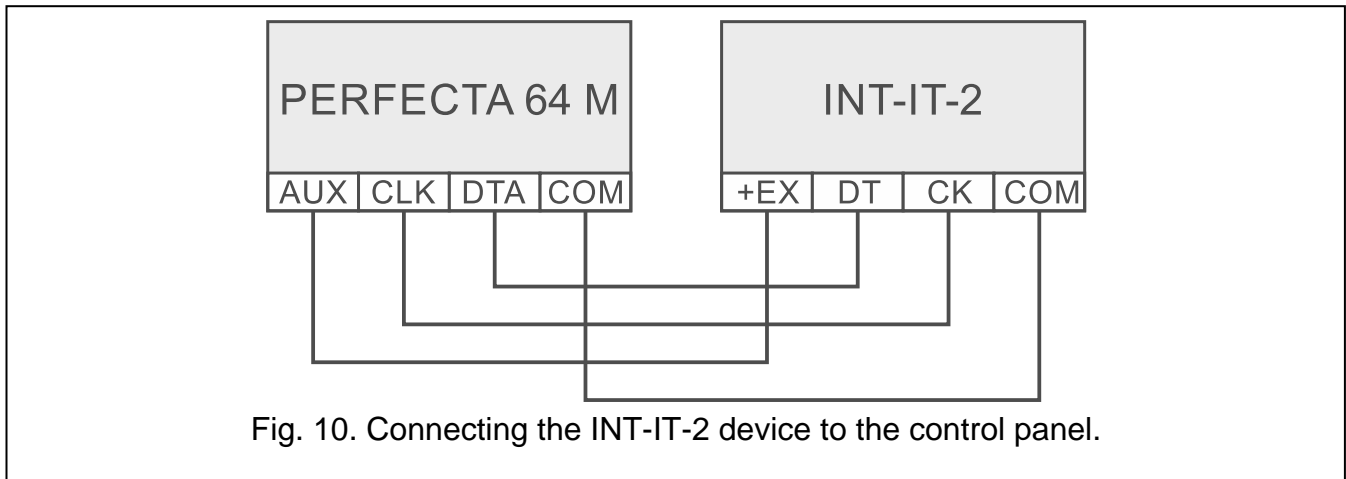 PERFECTA 64 M
INT-IT-2
AUX CLK DTA COM
+EX DT CK COM
Fig. 10. Connecting the INT-IT-2 device to the control panel.